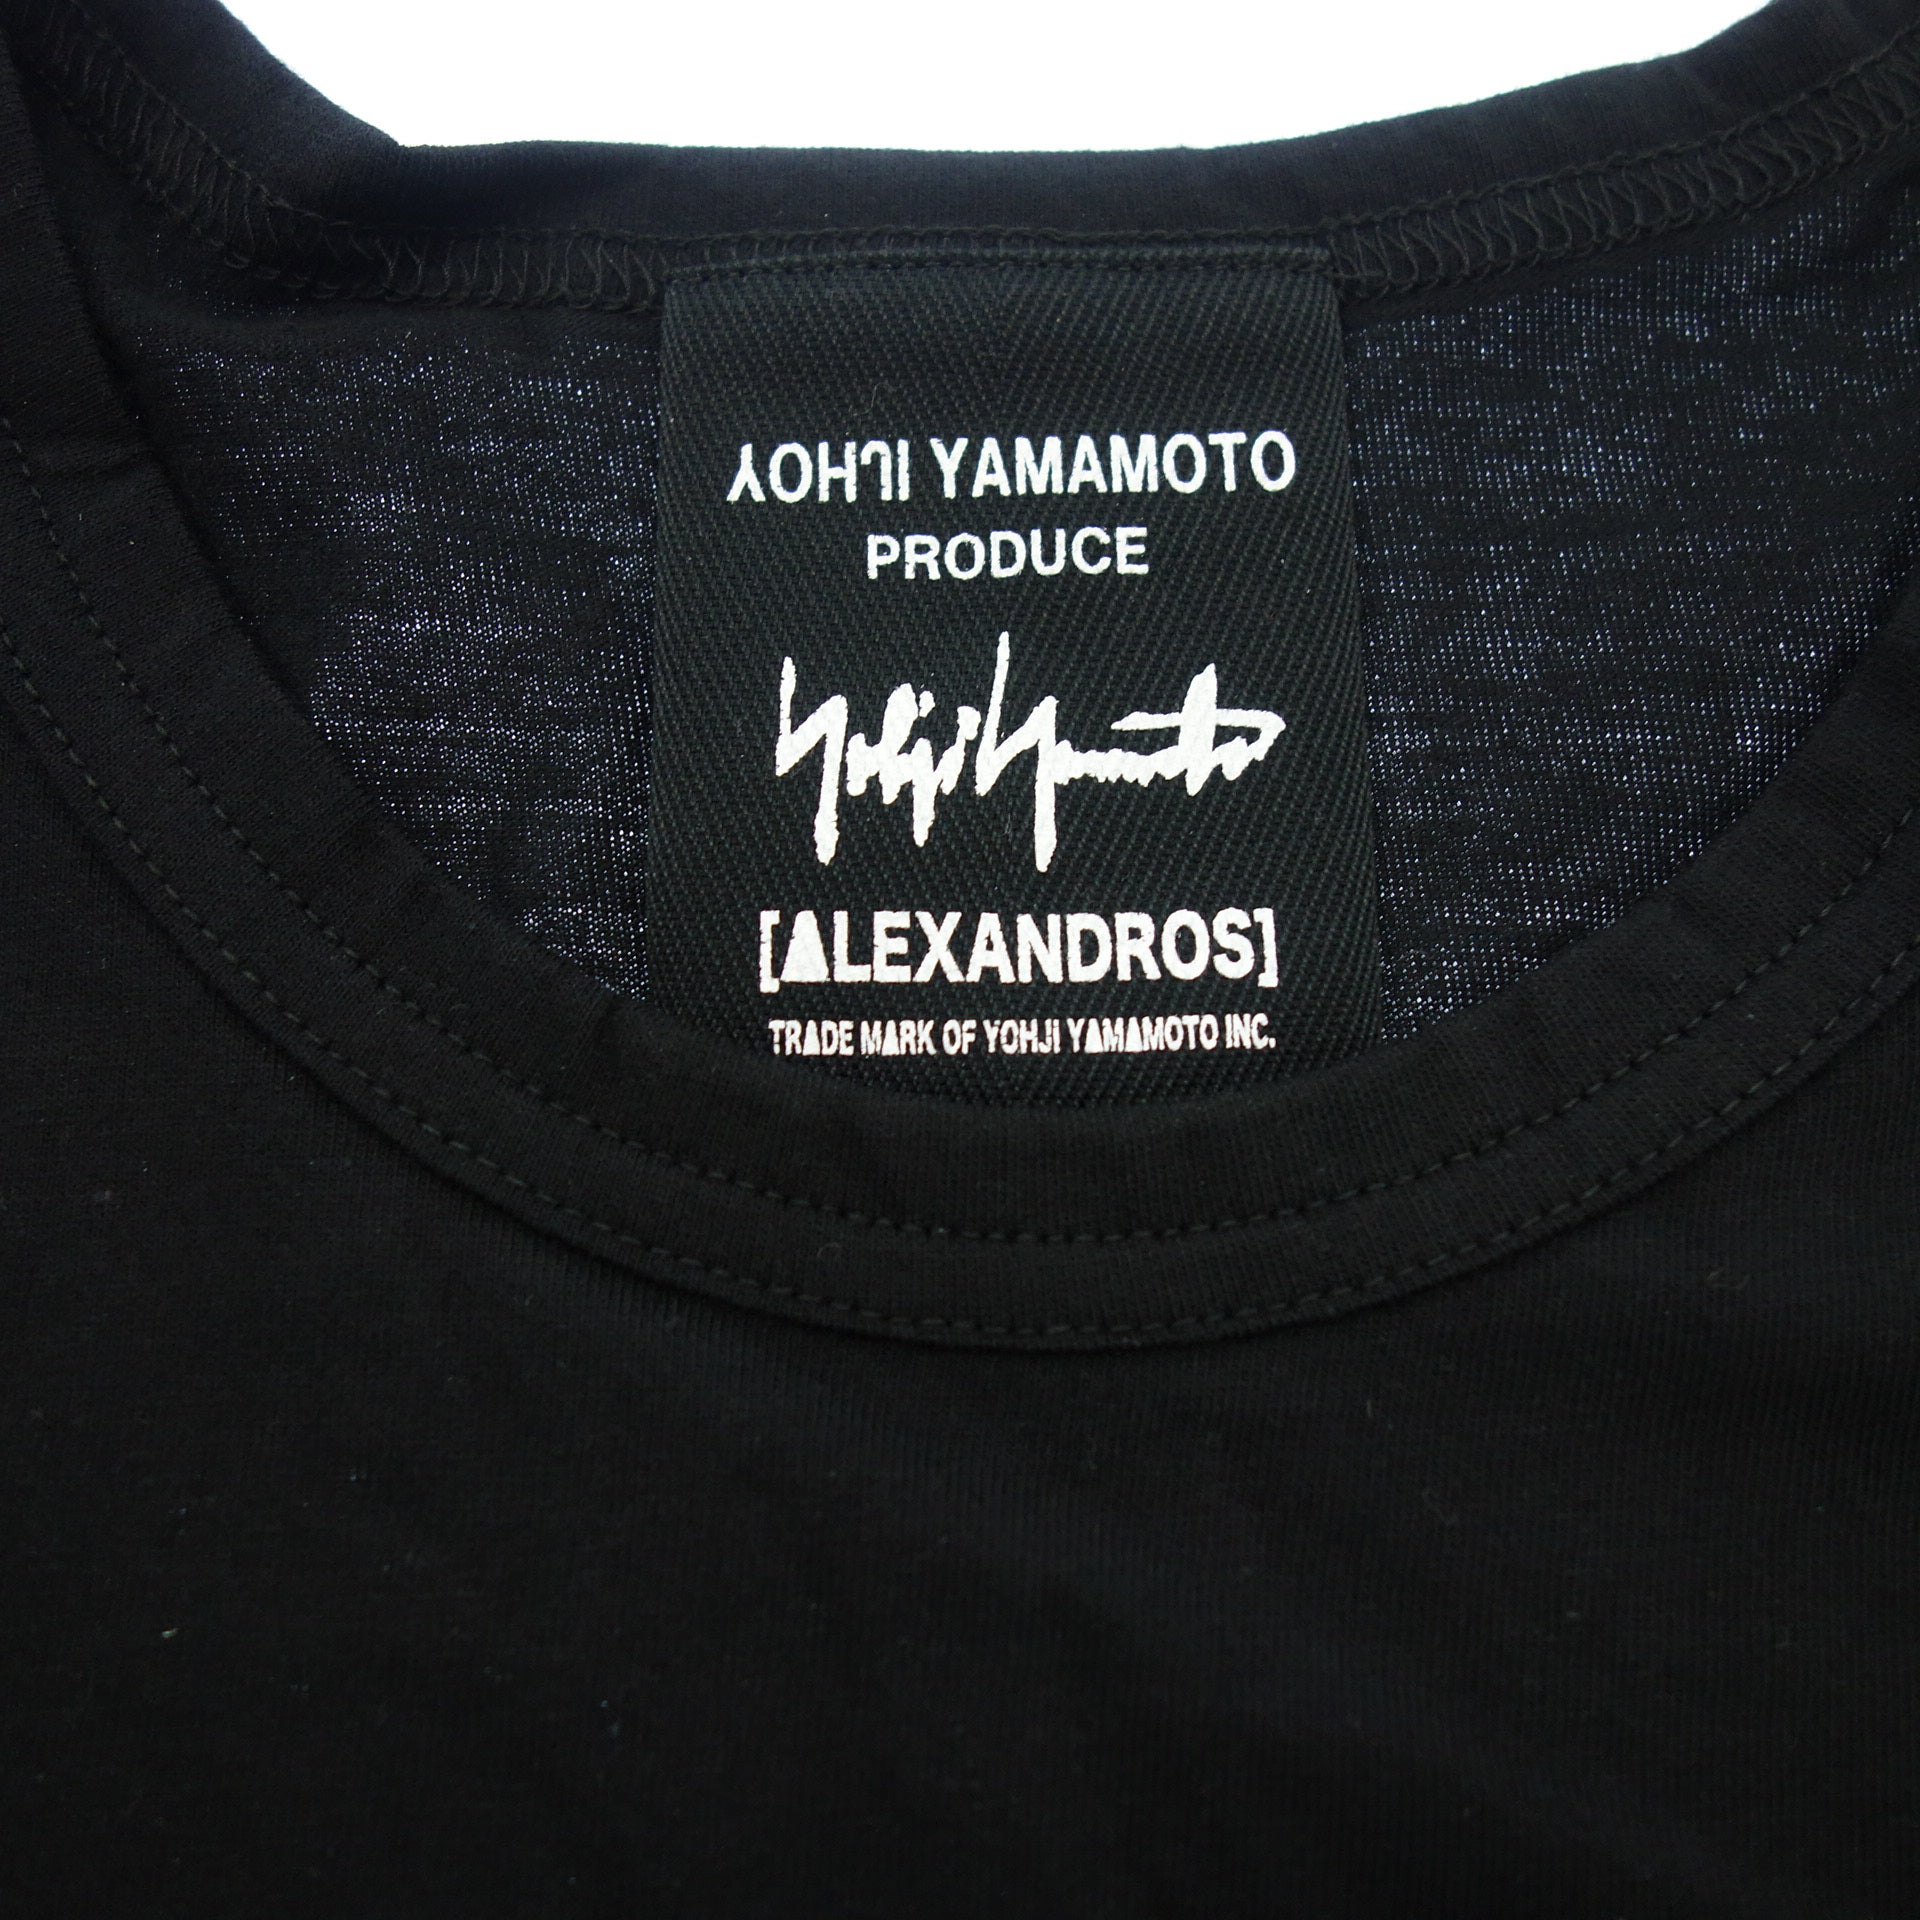 YOHJI YAMAMOTO
PRODUCE
Yohji Yamamoto
[ALEXANDROS]
TRADE MARK OF YOHJI YAMAMOTO INC.